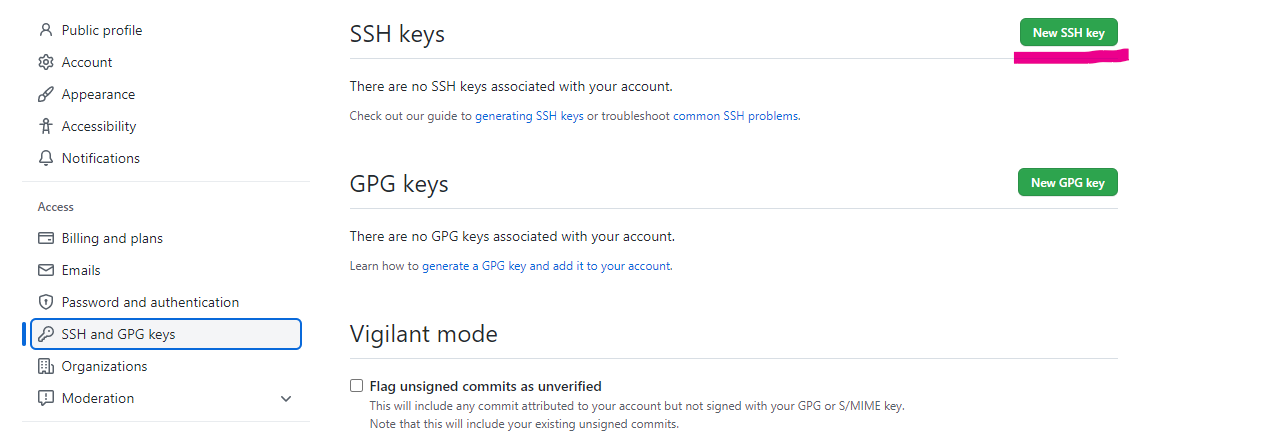 Public profile
Account
Appearance
Accessibility
Notifications
Access
Billing and plans
Emails
Password and authentication
SSH and GPG keys
Organizations
Moderation
SSH keys
New SSH key
There are no SSH keys associated with your account.
Check out our guide to generating SSH keys or troubleshoot common SSH problems.
GPG keys
New GPG key
There are no GPG keys associated with your account.
Learn how to generate a GPG key and add it to your account.
Vigilant mode
Flag unsigned commits as unverified
This will include any commit attributed to your account but not signed with your GPG or S/MIME key.
Note that this will include your existing unsigned commits.